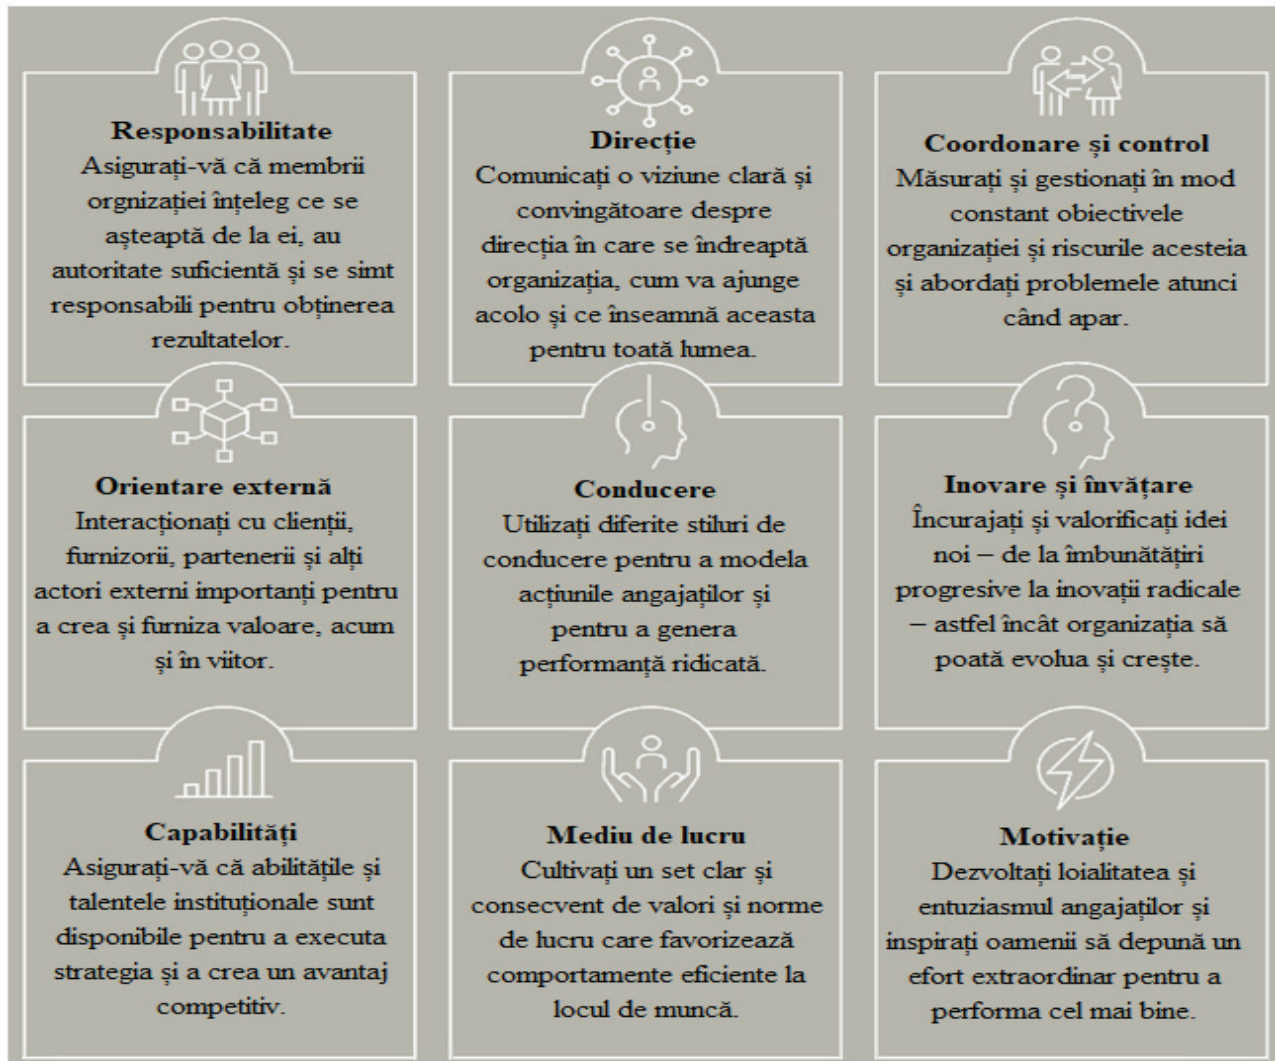 Responsabilitate
Asigurați-vă că membrii
orgnizației înțeleg ce se
așteaptă de la ei, au
autoritate suficientă și se simt
responsabili pentru obținerea
rezultatelor.
Direcție
Comunicați o viziune clară și
convingătoare despre
direcția în care se îndreaptă
organizația, cum va ajunge
acolo și ce înseamnă aceasta
pentru toată lumea.
Coordonare și control
Măsurați și gestionați în mod
constant obiectivele
organizației și riscurile acesteia
și abordați problemele atunci
când apar.
Orientare externă
Interacționați cu clienții,
furnizorii, partenerii și alți
actori externi importanți pentru
a crea și furniza valoare, acum
și în viitor.
Conducere
Utilizați diferite stiluri de
conducere pentru a modela
acțiunile angajaților și
pentru a genera
performanță ridicată.
Inovare și învățare
Încurajați și valorificați idei
noi – de la îmbunătățiri
progresive la inovații radicale
– astfel încât organizația să
poată evolua și crește.
Capabilități
Asigurați-vă că abilitățile și
talentele instituționale sunt
disponibile pentru a executa
strategia și a crea un avantaj
competitiv.
Mediu de lucru
Cultivați un set clar și
consecvent de valori și norme
de lucru care favorizează
comportamente eficiente la
locul de muncă.
Motivație
Dezvoltați loialitatea și
entuziasmul angajaților și
inspirați oamenii să depună un
efort extraordinar pentru a
performa cel mai bine.